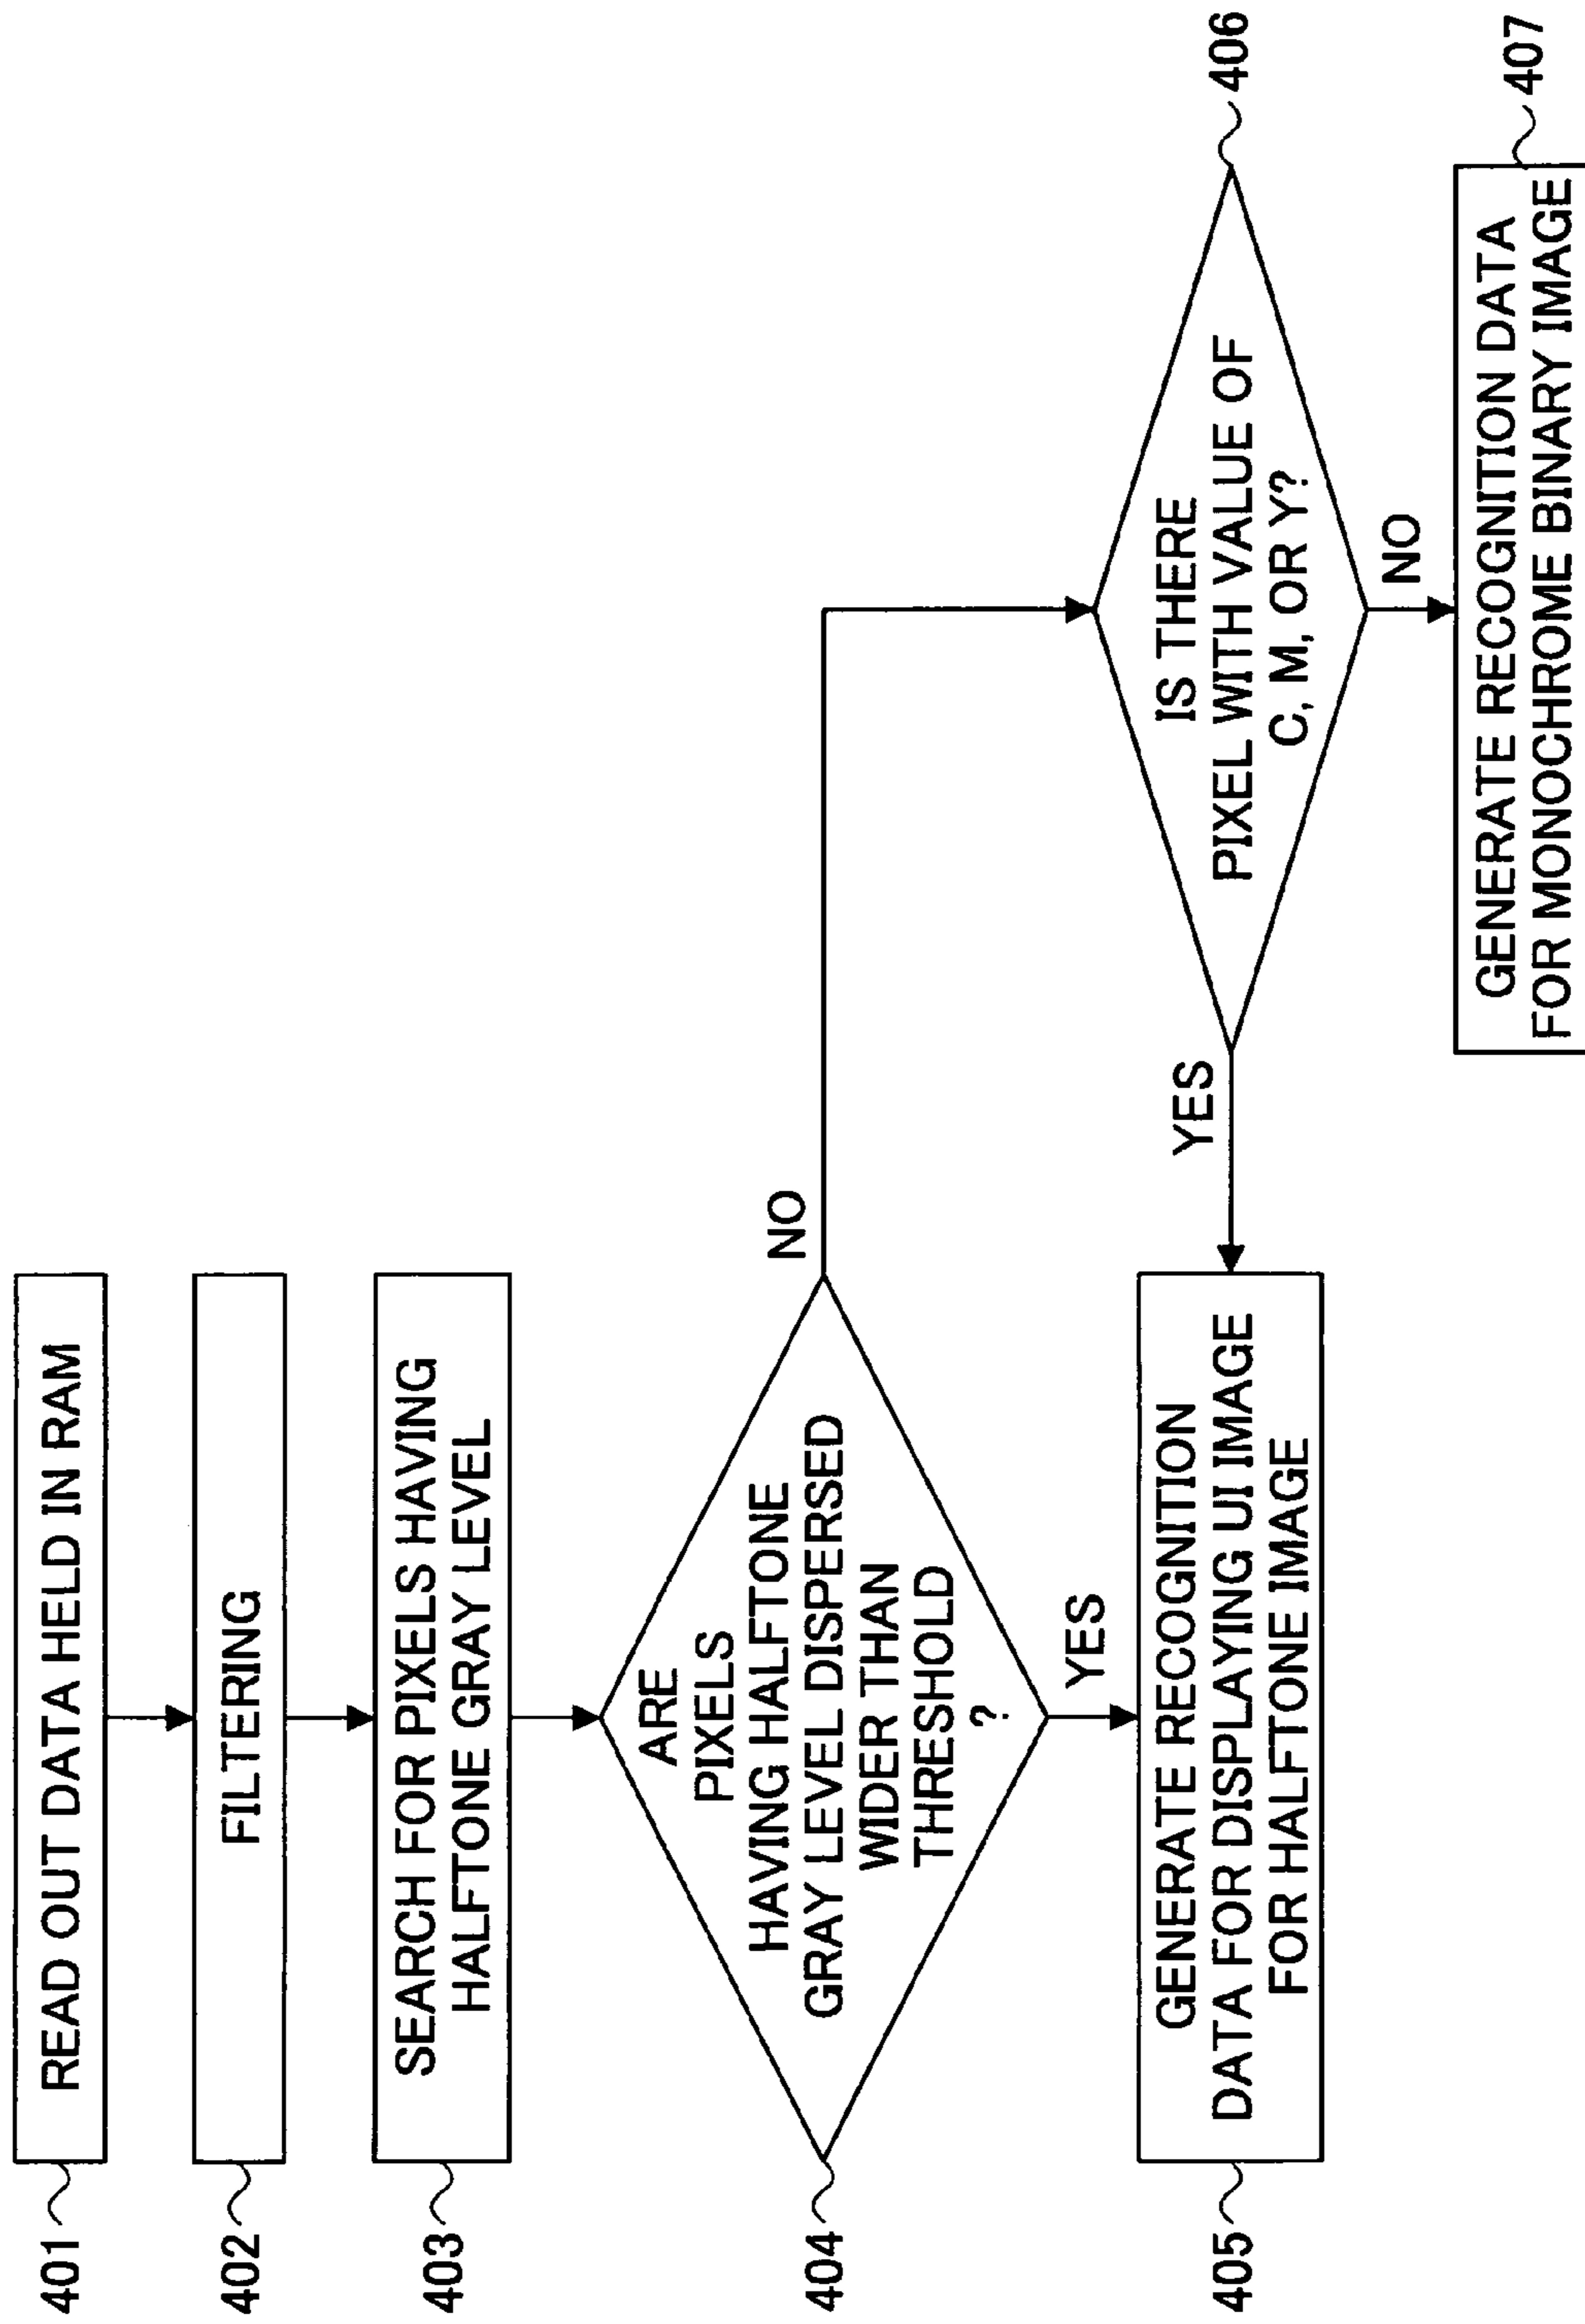 401
READ OUT DATA HELD IN RAM
402
FILTERING
403
SEARCH FOR PIXELS HAVING
HALFTONE GRAY LEVEL
404
ARE
PIXELS
HAVING HALFTONE
GRAY LEVEL DISPERSED
WIDER THAN
THRESHOLD
?
NO
YES
405
GENERATE RECOGNITION
DATA FOR DISPLAYING UI IMAGE
FOR HALFTONE IMAGE
406
IS THERE
PIXEL WITH VALUE OF
C, M, OR Y?
YES
NO
407
GENERATE RECOGNITION DATA
FOR MONOCHROME BINARY IMAGE